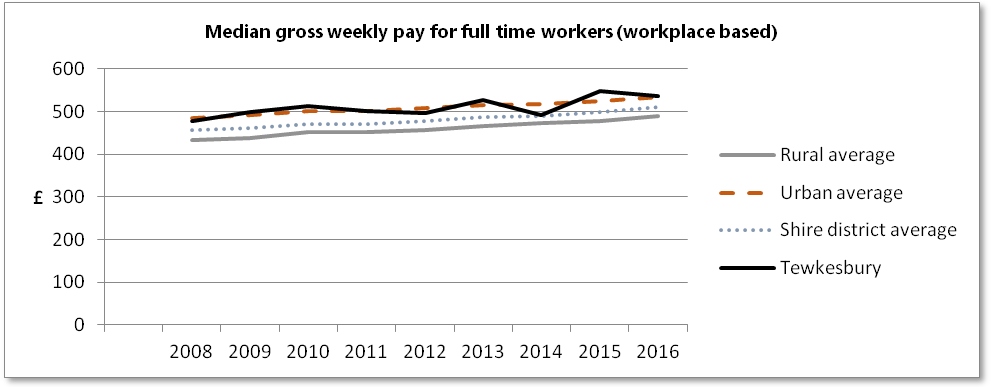 Median gross weekly pay for full time workers (workplace based)
600
500
400
300
200
100
0
£
2008 2009 2010 2011 2012 2013 2014 2015 2016
Rural average
Urban average
Shire district average
Tewkesbury